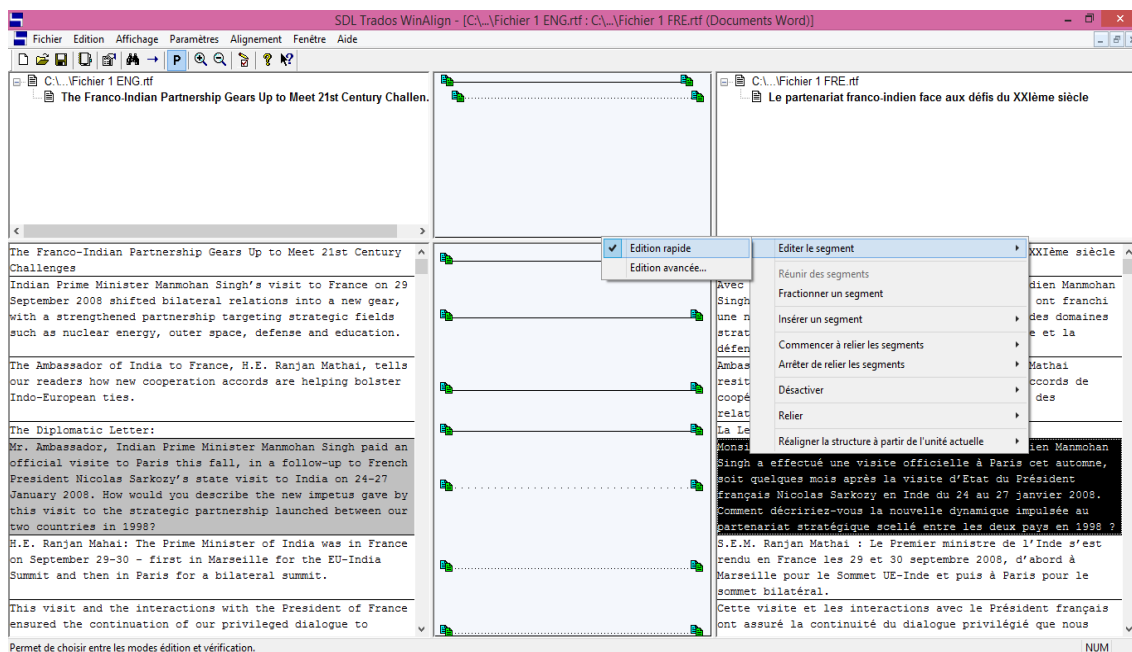 SDL Trados WinAlign - [C:\...\Fichier 1 ENG.rtf : C:\...\Fichier 1 FRE.rtf (Documents Word)]
Fichier Edition Affichage Paramètres Alignement Fenêtre Aide
P
C:\...\Fichier 1 ENG.rtf
The Franco-Indian Partnership Gears Up to Meet 21st Century Challen.
C:\...\Fichier 1 FRE.rtf
Le partenariat franco-indien face aux défis du XXIème siècle
The Franco-Indian Partnership Gears Up to Meet 21st Century
Challenges
Indian Prime Minister Manmohan Singh's visit to France on 29
September 2008 shifted bilateral relations into a new gear,
with a strengthened partnership targeting strategic fields
such as nuclear energy, outer space, defense and education.
The Ambassador of India to France, H.E. Ranjan Mathai, tells
our readers how new cooperation accords are helping bolster
Indo-European ties.
The Diplomatic Letter:
Mr. Ambassador, Indian Prime Minister Manmohan Singh paid an
official visit to Paris this fall, in a follow-up to French
President Nicolas Sarkozy's state visit to India on 24-27
January 2008. How would you describe the new impetus gave by
this visit to the strategic partnership launched between our
two countries in 1998?
H.E. Ranjan Mahai: The Prime Minister of India was in France
on September 29-30 - first in Marseille for the EU-India
Summit and then in Paris for a bilateral summit.
This visit and the interactions with the President of France
ensured the continuation of our privileged dialogue to
Edition rapide
Edition avancée...
Editer le segment
Réunir des segments
Fractionner un segment
Insérer un segment
Commencer à relier les segments
Arrêter de relier les segments
Désactiver
Relier
Réaligner la structure à partir de l'unité actuelle
XXIème siècle
Avec dien Manmohan
Singh ont franchi
une n des domaines
strat e et la
défen
Ambas Mathai
resit ccords de
coopé des
relat
La Le
Monsi ien Manmohan
Singh a effectué une visite officielle à Paris cet automne,
soit quelques mois après la visite d'Etat du Président
français Nicolas Sarkozy en Inde du 24 au 27 janvier 2008.
Comment décririez-vous la nouvelle dynamique impulsée au
partenariat stratégique scellé entre les deux pays en 1998 ?
S.E.M. Ranjan Mathai : Le Premier ministre de l'Inde s'est
rendu en France les 29 et 30 septembre 2008, d'abord à
Marseille pour le Sommet UE-Inde et puis à Paris pour le
sommet bilatéral.
Cette visite et les interactions avec le Président français
ont assuré la continuité du dialogue privilégié que nous
Permet de choisir entre les modes édition et vérification.
NUM